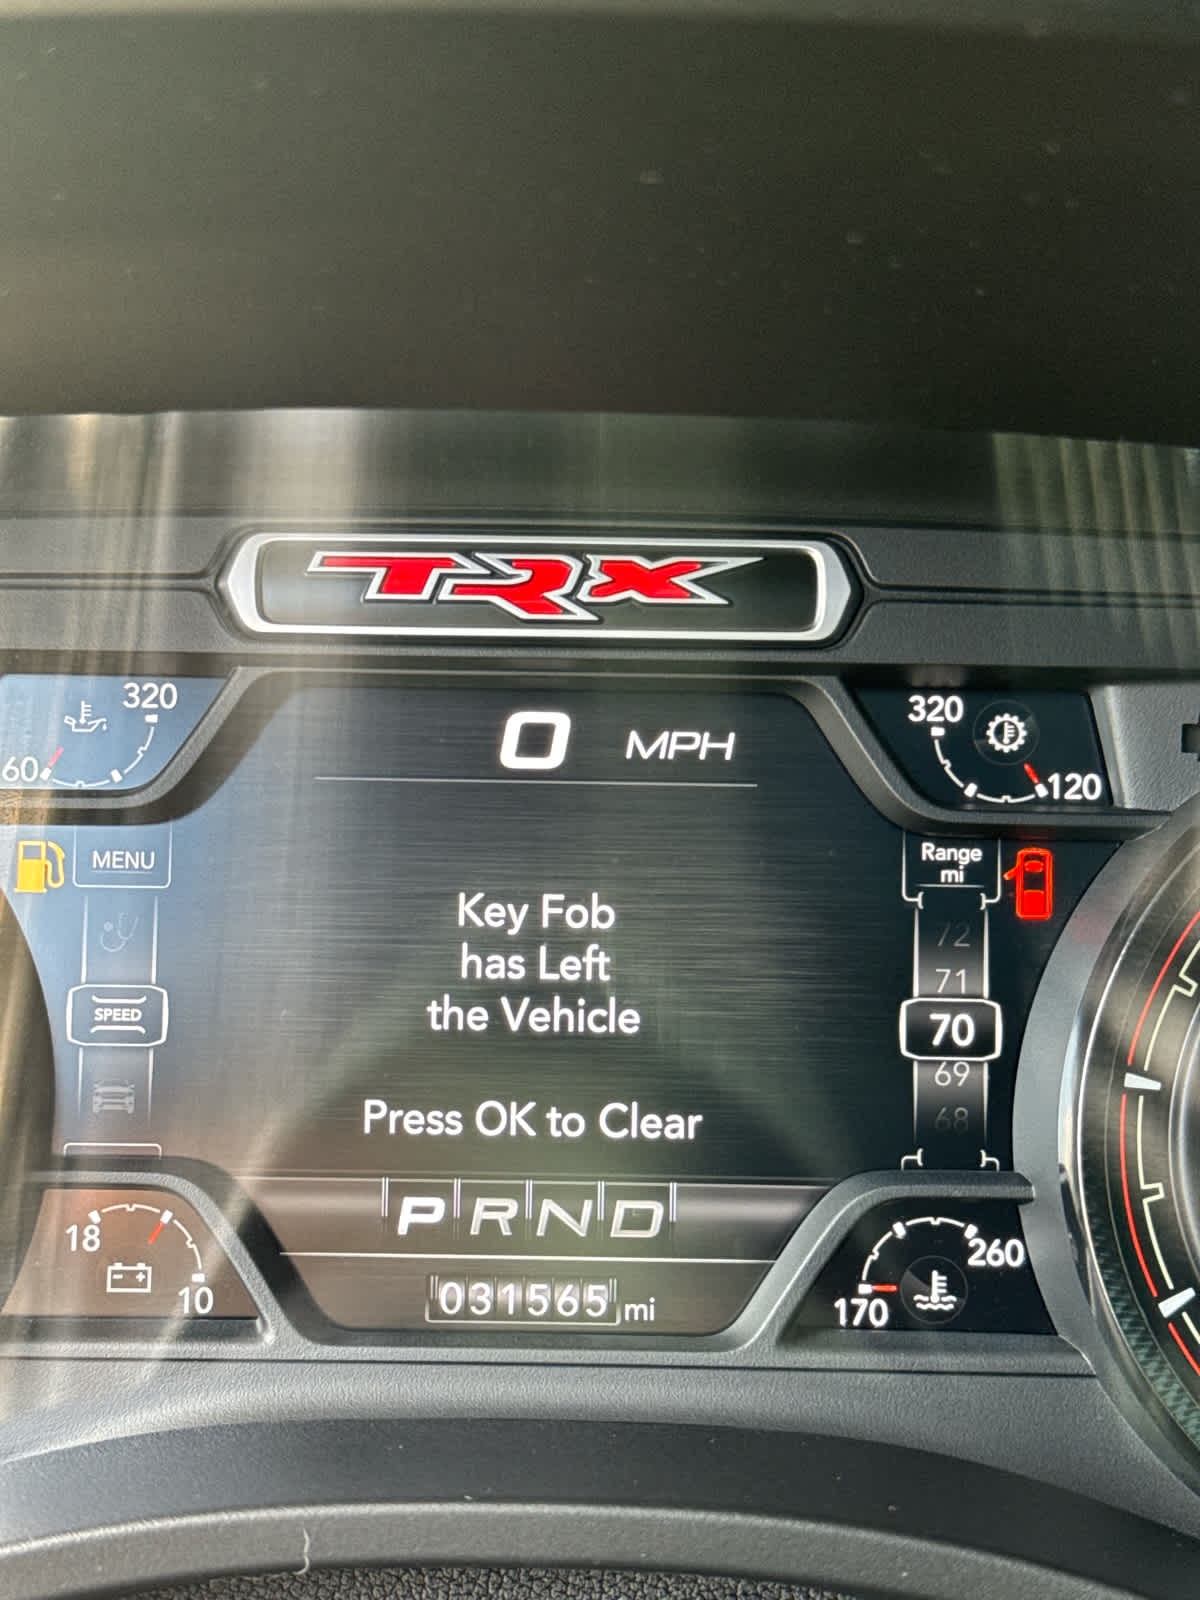 TRX
320
60
0 MPH
320
120
MENU
SPEED
Key Fob
has Left
the Vehicle
Press OK to Clear
Range
mi
72
71
70
69
68
P R N D
18
10
031565 mi
260
170